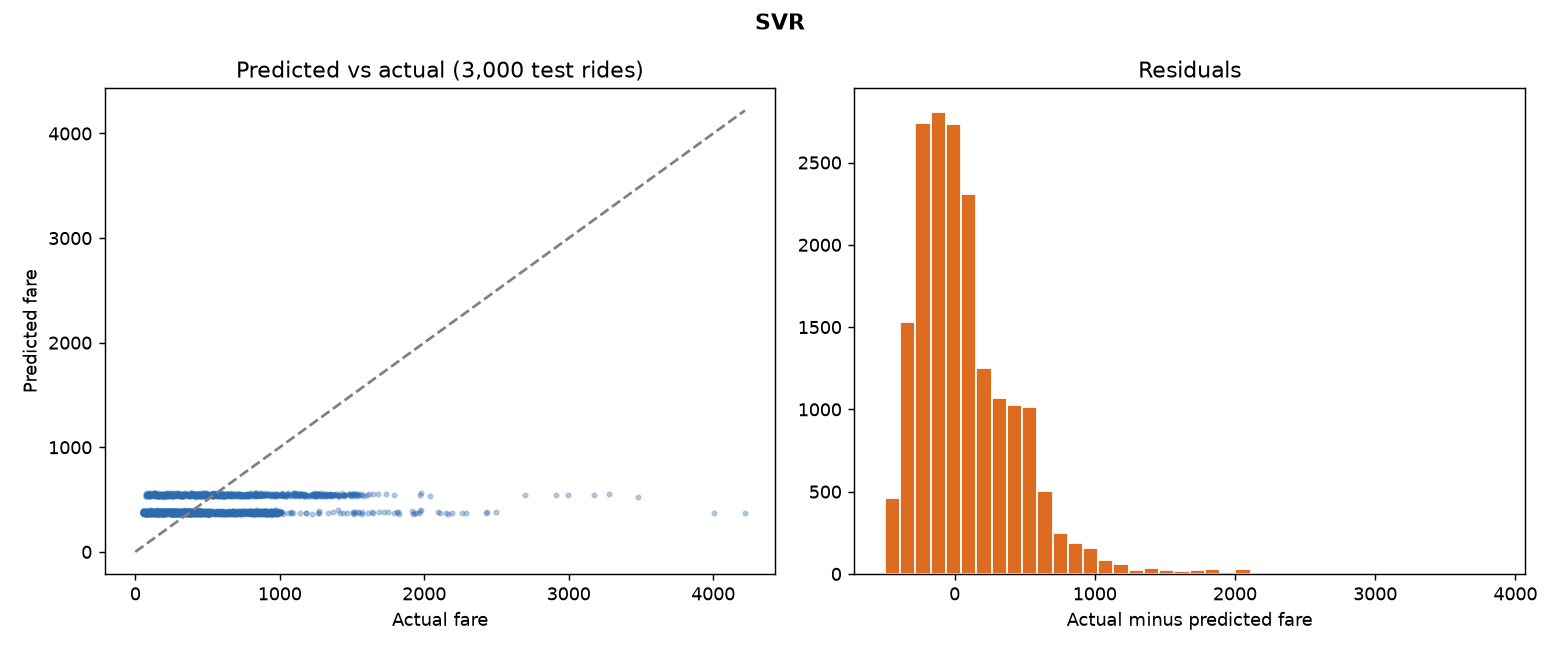 SVR
Predicted vs actual (3,000 test rides)
4000
3000
2000
1000
0
Predicted fare
0 1000 2000 3000 4000
Actual fare
Residuals
2500
2000
1500
1000
500
0
0 1000 2000 3000 4000
Actual minus predicted fare